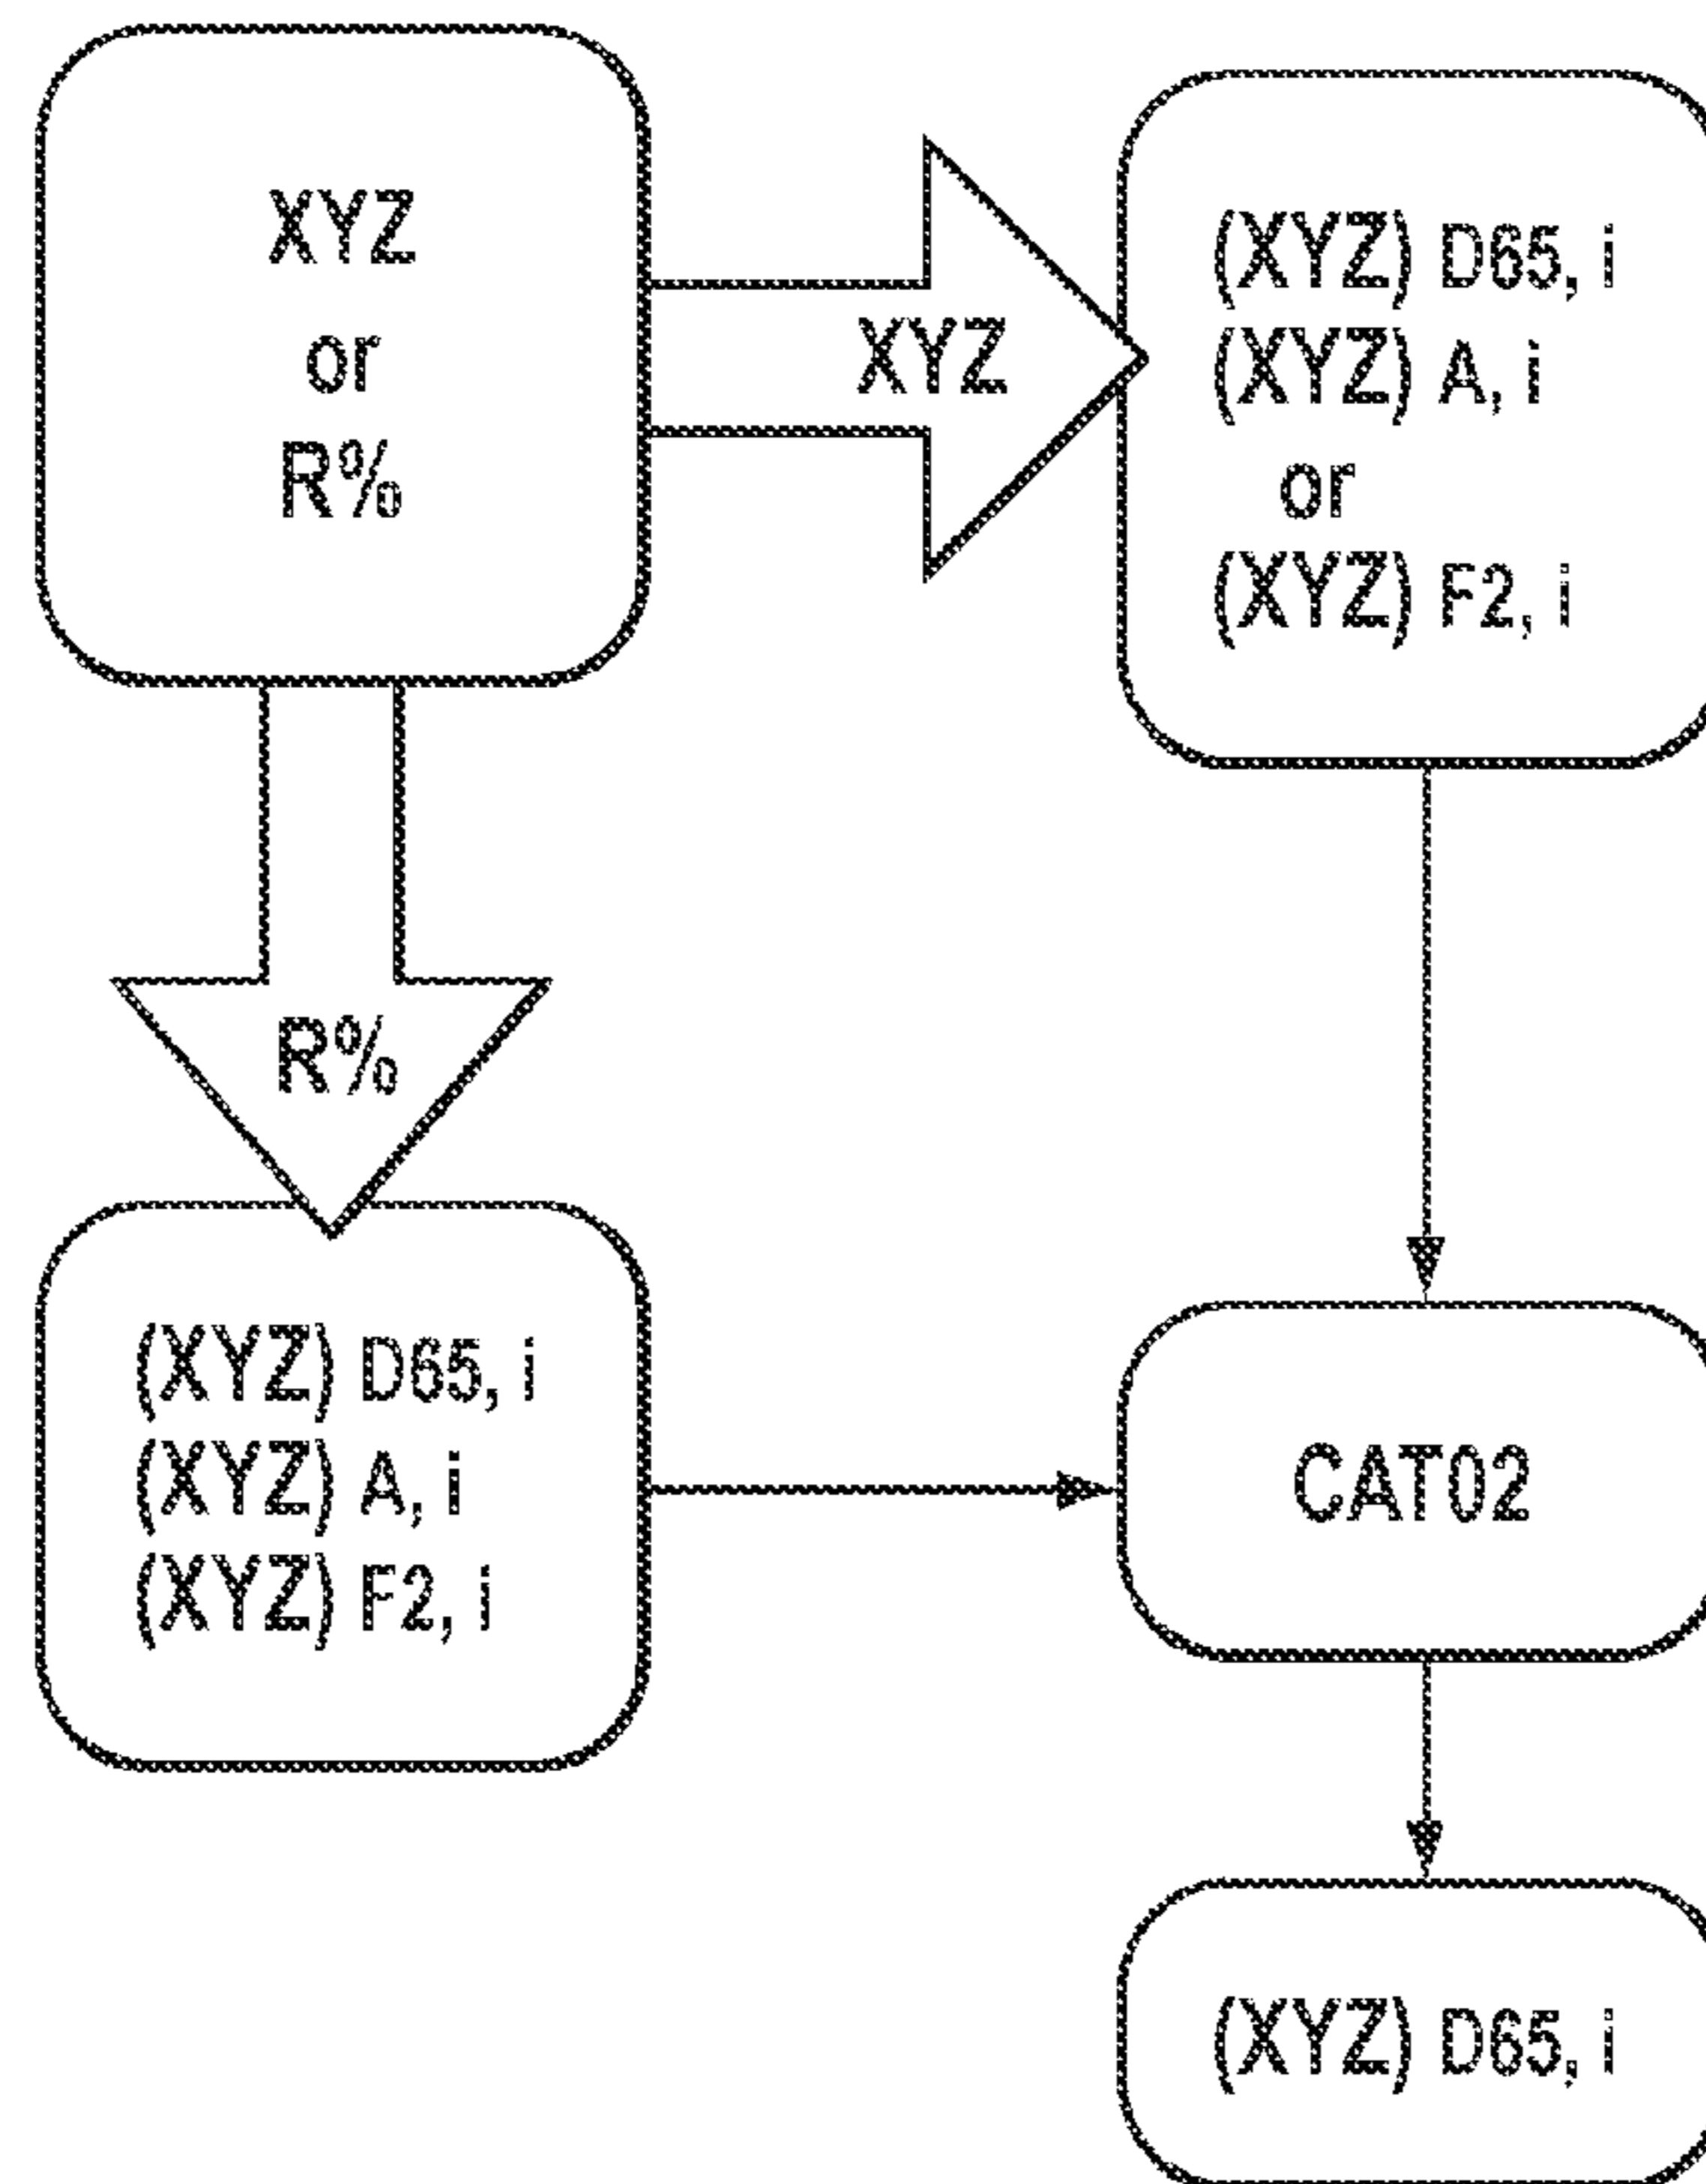 XYZ
or
R%
XYZ
(XYZ) D65, i
(XYZ) A, i
or
(XYZ) F2, i
R%
(XYZ) D65, i
(XYZ) A, i
(XYZ) F2, i
CAT02
(XYZ) D65, i